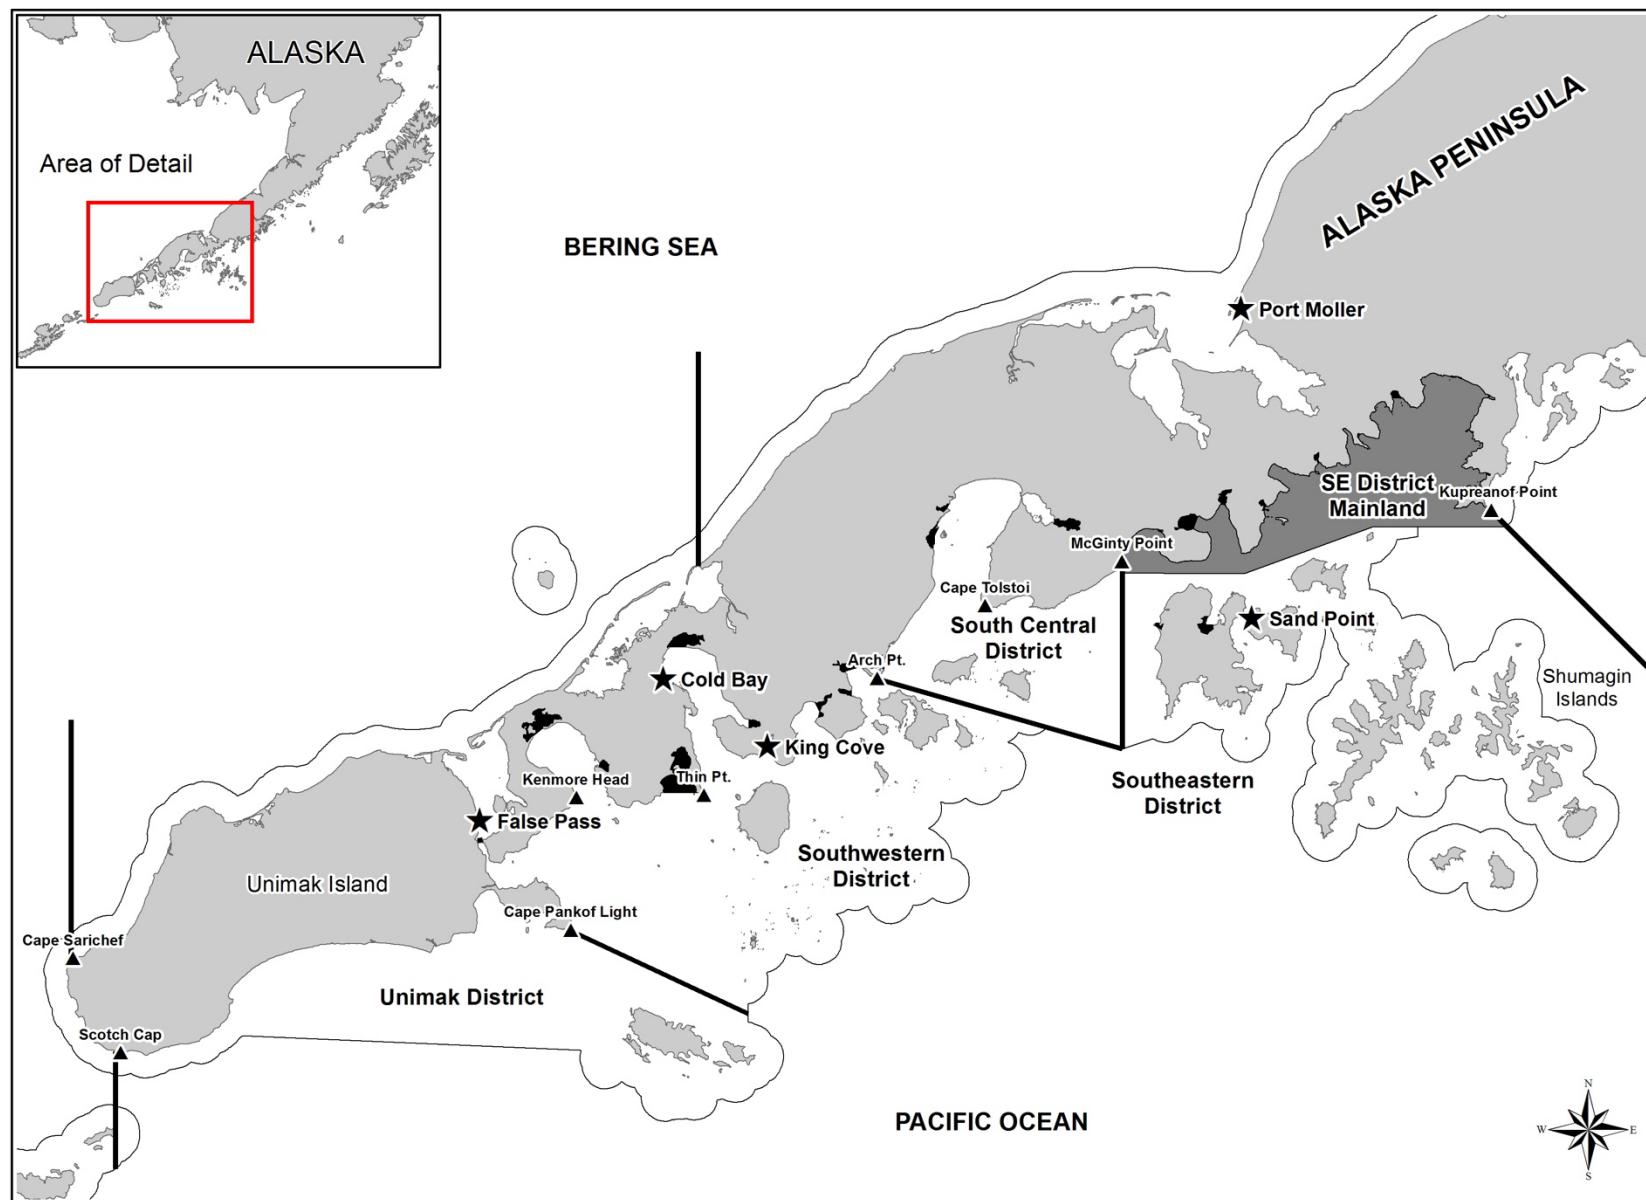 ALASKA
Area of Detail
BERING SEA
ALASKA PENINSULA
Port Moller
SE District
Mainland
Kupreanof Point
McGinty Point
Cape Tolstoi
South Central
District
Sand Point
Arch Pt.
Cold Bay
Shumagin
Islands
King Cove
Kenmore Head
Thin Pt.
Southeastern
District
False Pass
Southwestern
District
Unimak Island
Cape Pankof Light
Cape Sarichef
Unimak District
Scotch Cap
PACIFIC OCEAN
N
W
E
S